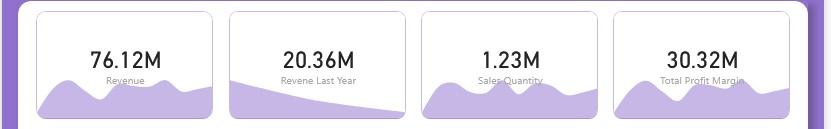 76.12M
Revenue
20.36M
Revene Last Year
1.23M
Sales Quantity
30.32M
Total Profit Margin